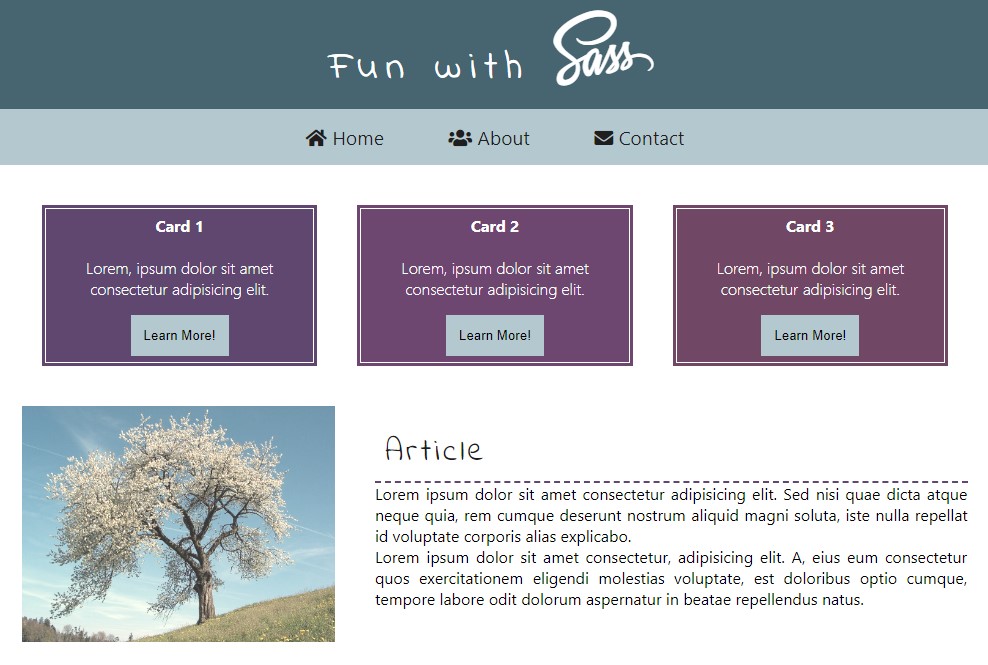 Fun with Sass
Home About Contact
Card 1
Lorem, ipsum dolor sit amet
consectetur adipisicing elit.
Learn More!
Card 2
Lorem, ipsum dolor sit amet
consectetur adipisicing elit.
Learn More!
Card 3
Lorem, ipsum dolor sit amet
consectetur adipisicing elit.
Learn More!
Article
Lorem ipsum dolor sit amet consectetur adipisicing elit. Sed nisi quae dicta atque
neque quia, rem cumque deserunt nostrum aliquid magni soluta, iste nulla repellat
id voluptate corporis alias explicabo.
Lorem ipsum dolor sit amet consectetur, adipisicing elit. A, eius eum consectetur
quos exercitationem eligendi molestias voluptate, est doloribus optio cumque,
tempore labore odit dolorum aspernatur in beatae repellendus natus.